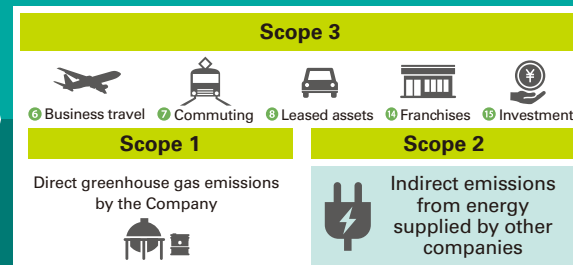 Scope 3
⑥ Business travel ⑦ Commuting ⑧ Leased assets ⑭ Franchises ⑮ Investment
Scope 1
Direct greenhouse gas emissions
by the Company
Scope 2
Indirect emissions
from energy
supplied by other
companies